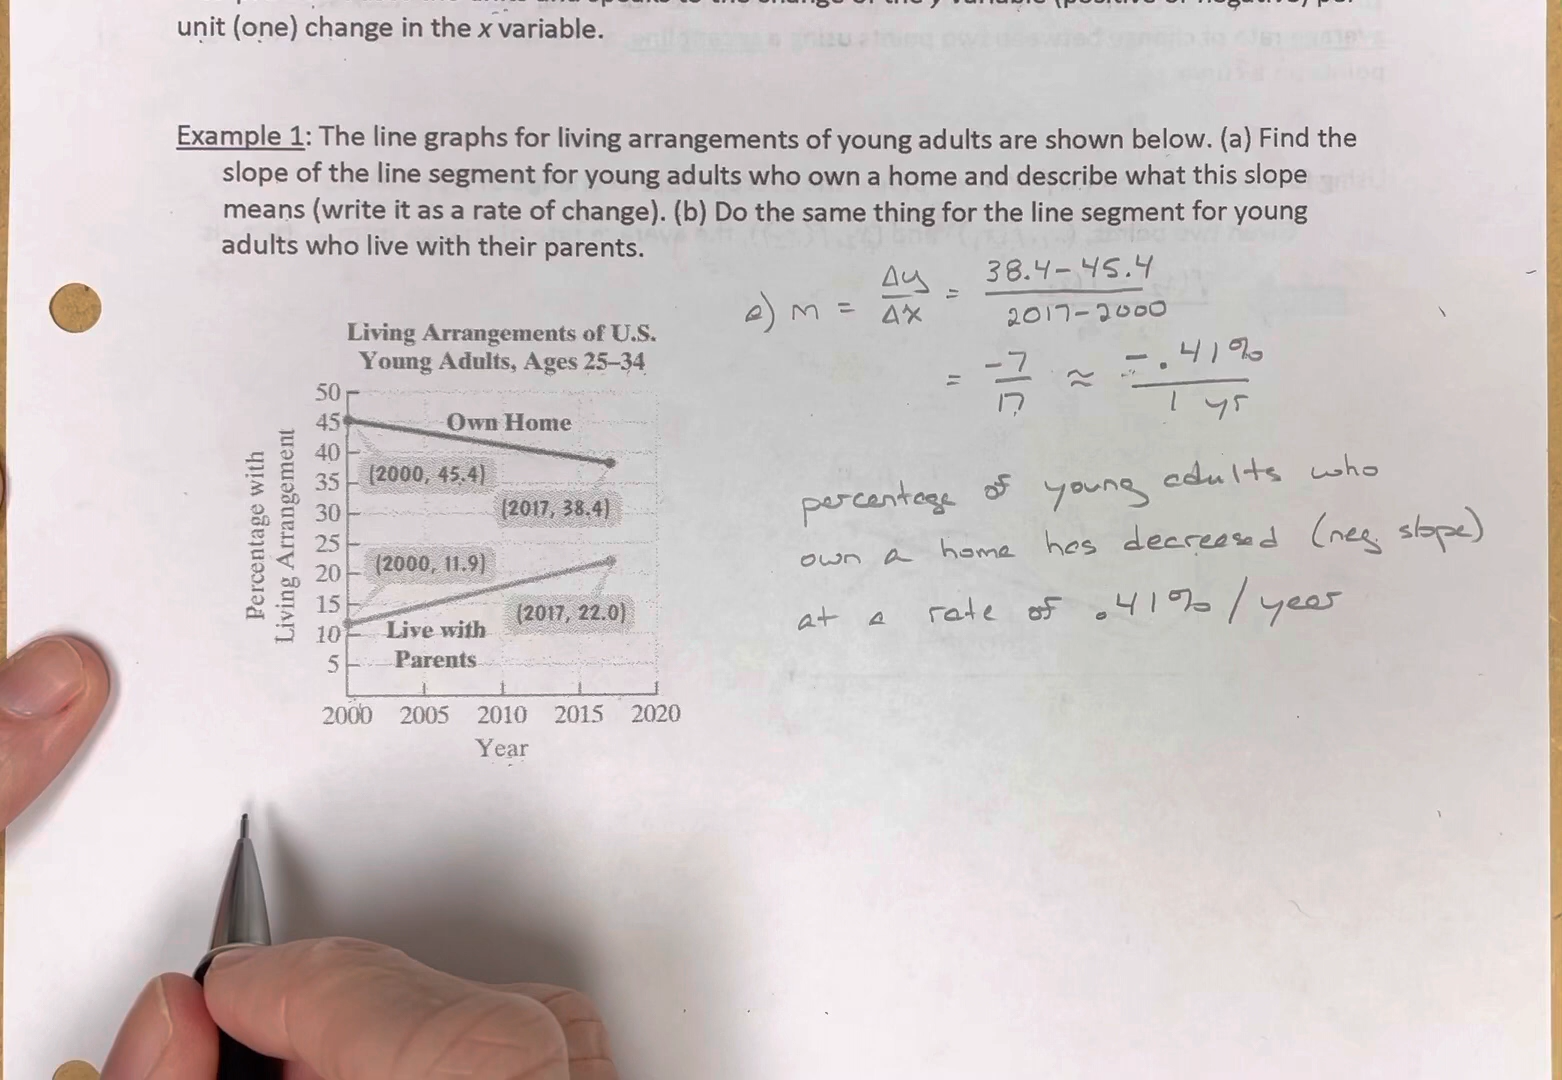 unit (one) change in the x variable.
Example 1: The line graphs for living arrangements of young adults are shown below. (a) Find the
slope of the line segment for young adults who own a home and describe what this slope
means (write it as a rate of change). (b) Do the same thing for the line segment for young
adults who live with their parents.
a) m = Δy/Δx = 38.4-45.4/2017-2000
= -7/17 ≈ -.41%/1 yr
percentage of young adults who
own a home has decreased (neg. slope)
at a rate of .41%/year
Living Arrangements of U.S.
Young Adults, Ages 25–34
Percentage with
Living Arrangement
50
45
40
35
30
25
20
15
10
5
Own Home
(2000, 45.4)
(2017, 38.4)
(2000, 11.9)
(2017, 22.0)
Live with
Parents
2000 2005 2010 2015 2020
Year